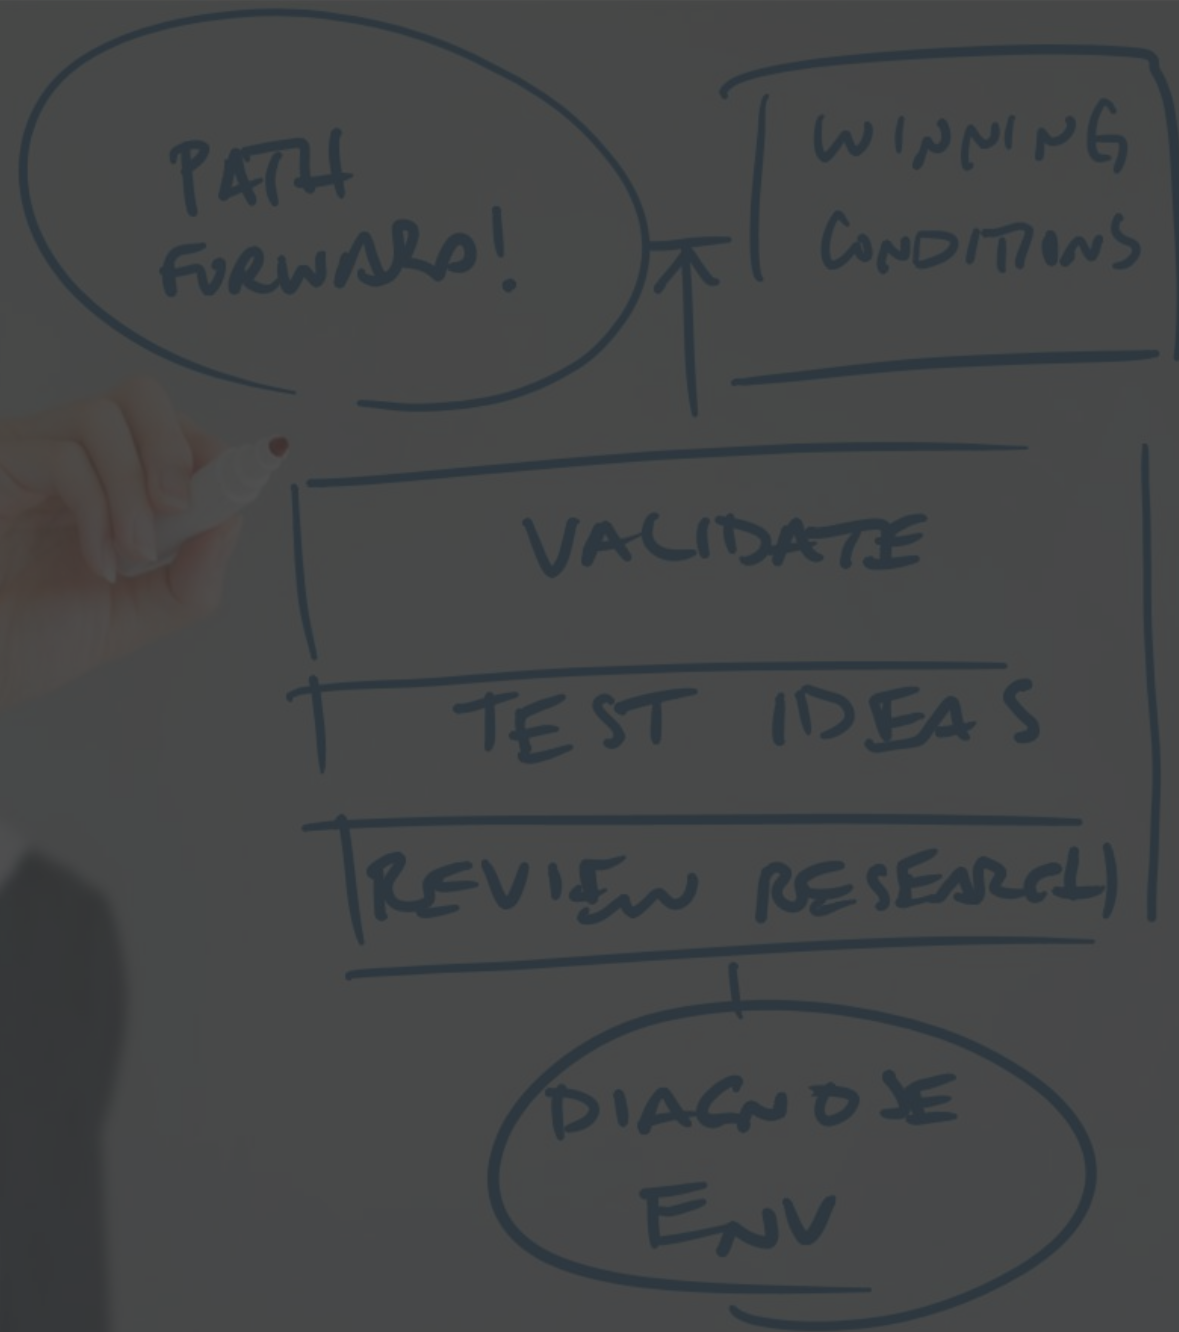 PATH
FORWARD!
WINNING
CONDITIONS
VALIDATE
TEST IDEAS
REVIEW RESEARCH
DIAGNOSE
ENV